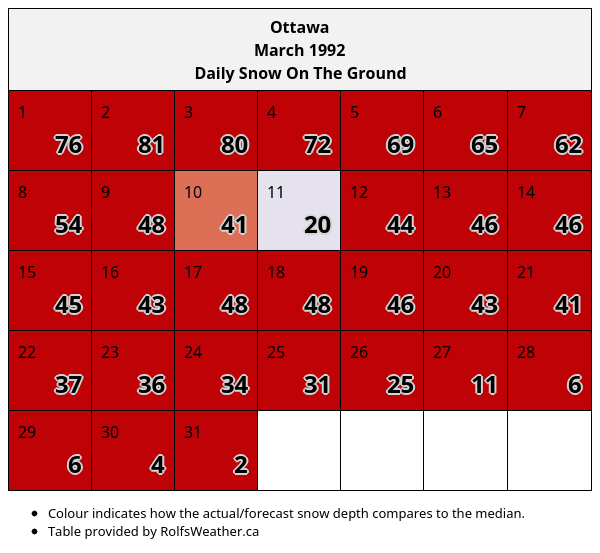 Ottawa
March 1992
Daily Snow On The Ground
1 2 3 4 5 6 7
76 81 80 72 69 65 62
8 9 10 11 12 13 14
54 48 41 20 44 46 46
15 16 17 18 19 20 21
45 43 48 48 46 43 41
22 23 24 25 26 27 28
37 36 34 31 25 11 6
29 30 31
6 4 2
• Colour indicates how the actual/forecast snow depth compares to the median.
• Table provided by RolfsWeather.ca